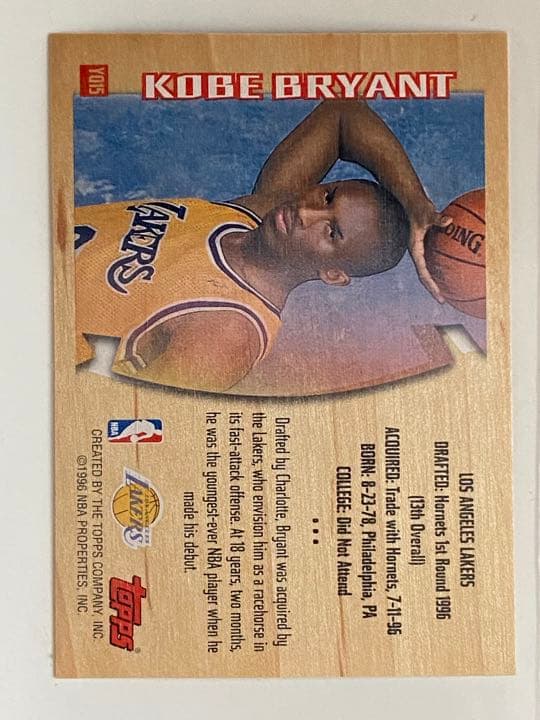 YQ15
KOBE BRYANT
LAKERS
LDING
LOS ANGELES LAKERS
DRAFTED: Hornets 1st Round 1996
(13th Overall)
ACQUIRED: Trade with Hornets, 7-11-96
BORN: 8-23-78, Philadelphia, PA
COLLEGE: Did Not Attend
• • •
Drafted by Charlotte, Bryant was acquired by
the Lakers, who envision him as a racehorse in
its fast-attack offense. At 18 years, two months,
he was the youngest-ever NBA player when he
made his debut.
NBA
LOS ANGELES
LAKERS
topps®
CREATED BY THE TOPPS COMPANY, INC.
©1996 NBA PROPERTIES, INC.